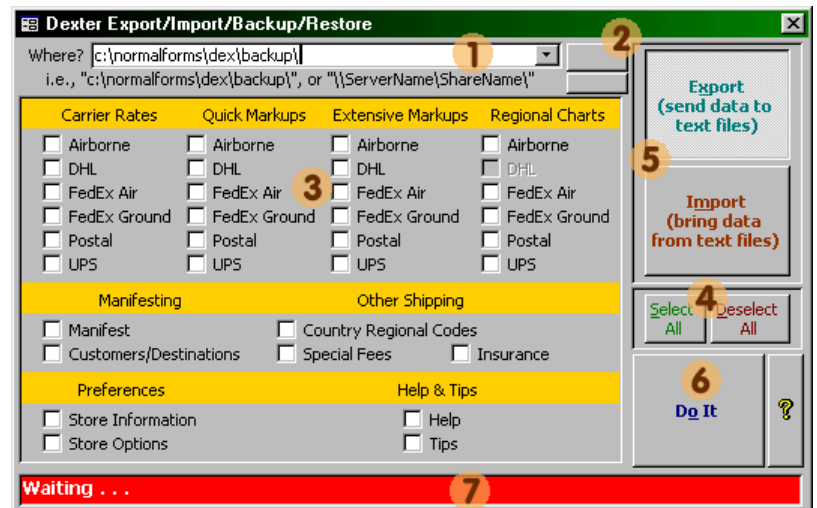 Dexter Export/Import/Backup/Restore
Where? c:\normalforms\dex\backup\
1
2
i.e., "c:\normalforms\dex\backup\", or "\\ServerName\ShareName\"
Export
(send data to
text files)
5
Import
(bring data
from text files)
Carrier Rates Quick Markups Extensive Markups Regional Charts
Airborne Airborne Airborne Airborne
DHL DHL DHL DHL
FedEx Air FedEx Air 3 FedEx Air FedEx Air
FedEx Ground FedEx Ground FedEx Ground FedEx Ground
Postal Postal Postal Postal
UPS UPS UPS UPS
Manifesting Other Shipping
Manifest Country Regional Codes
Customers/Destinations Special Fees Insurance
Select 4 Deselect
All All
Preferences Help & Tips
Store Information Help
Store Options Tips
6
Do It ?
Waiting . . . 7